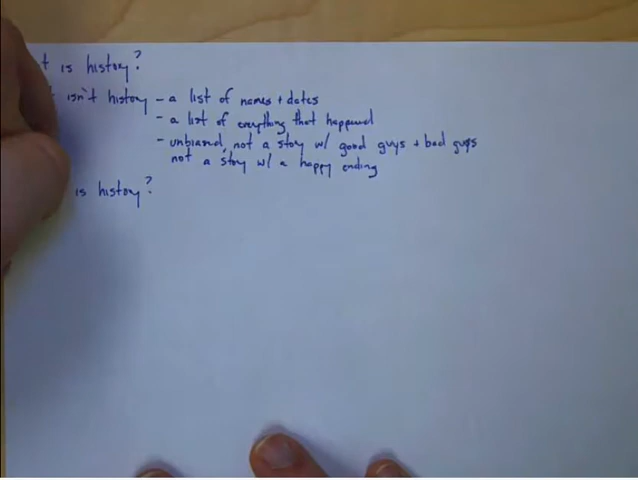 t is history?
t isn't history - a list of names + dates
- a list of everything that happened
- unbiased, not a story w/ good guys + bad guys
not a story w/ a happy ending
is history?